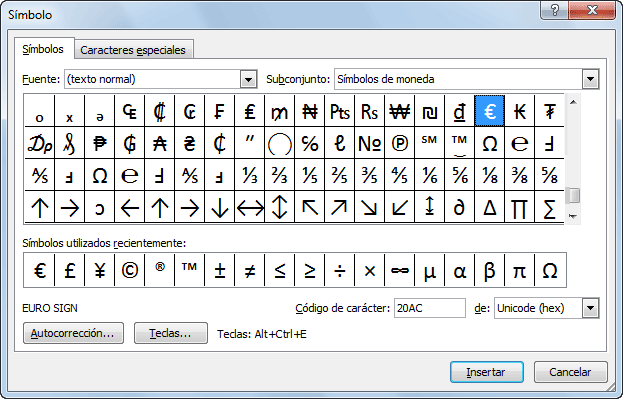 Símbolo
Símbolos Caracteres especiales
Fuente: (texto normal) Subconjunto: Símbolos de moneda
ₒ ₓ ₔ ₠ ₡ ₢ ₣ ₤ ₥ ₦ ₧ ₨ ₩ ₪ ₫ € ₭ ₮
₯ ₰ ₱ ₲ ₳ ₴ ₵ ″ ⃝ ℅ ℓ № ℗ ℠ ™ Ω ℮ Ⅎ
⅍ ⅎ Ω ℮ Ⅎ ⅍ ⅎ ⅓ ⅔ ⅕ ⅖ ⅗ ⅘ ⅙ ⅚ ⅛ ⅜ ⅝
↑ → ↄ ← ↑ → ↓ ↔ ↕ ↖ ↗ ↘ ↙ ↨ ∂ ∆ ∏ ∑
Símbolos utilizados recientemente:
€ £ ¥ © ® ™ ± ≠ ≤ ≥ ÷ × ∞ µ α β π Ω
EURO SIGN Código de carácter: 20AC de: Unicode (hex)
Autocorrección... Teclas... Teclas: Alt+Ctrl+E
Insertar Cancelar